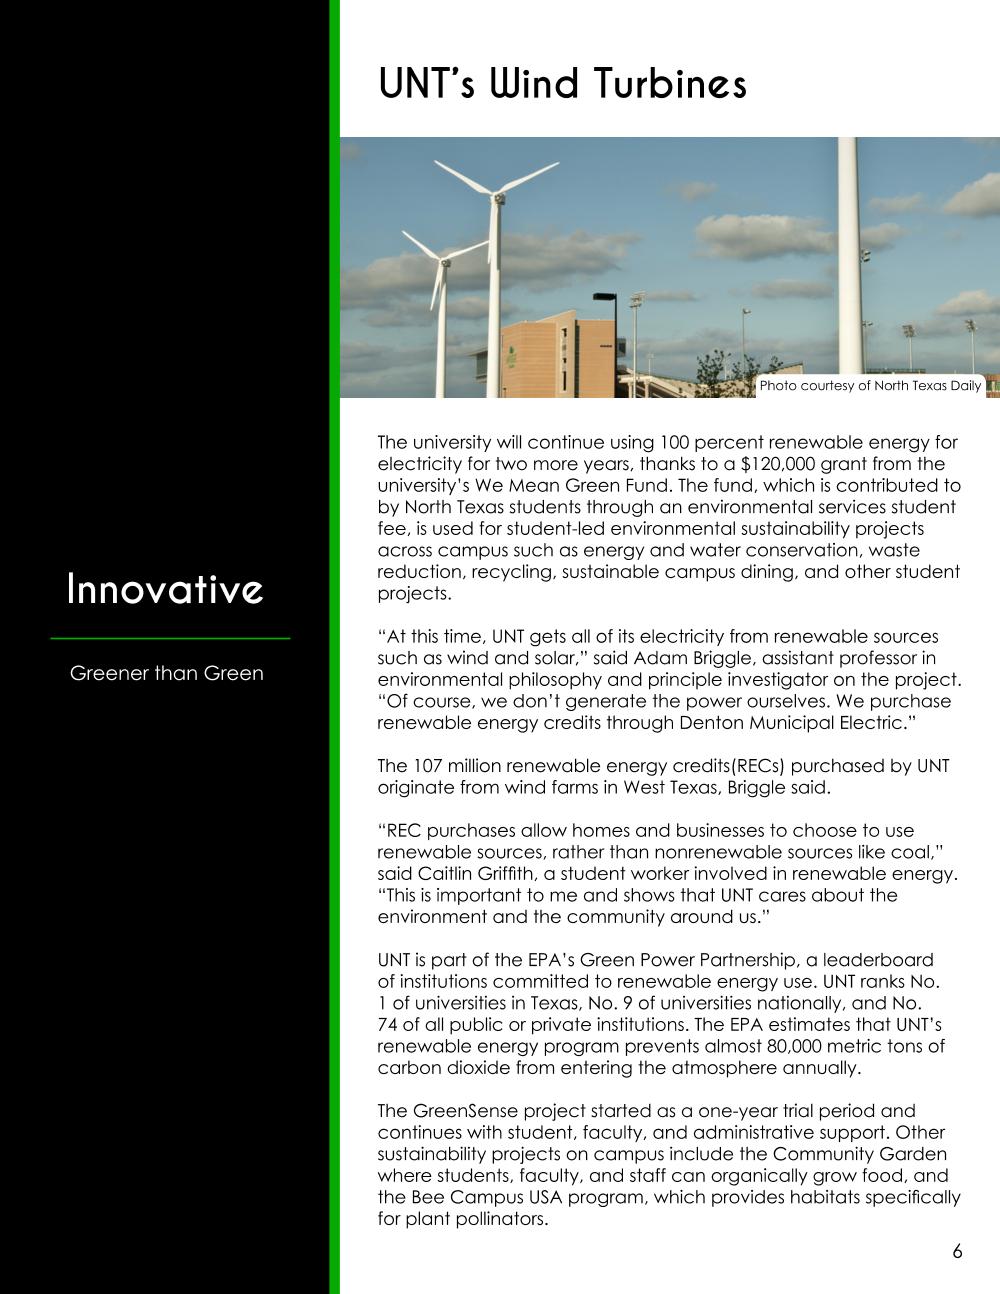 UNT’s Wind Turbines
Photo courtesy of North Texas Daily
Innovative
Greener than Green
The university will continue using 100 percent renewable energy for
electricity for two more years, thanks to a $120,000 grant from the
university’s We Mean Green Fund. The fund, which is contributed to
by North Texas students through an environmental services student
fee, is used for student-led environmental sustainability projects
across campus such as energy and water conservation, waste
reduction, recycling, sustainable campus dining, and other student
projects.
“At this time, UNT gets all of its electricity from renewable sources
such as wind and solar,” said Adam Briggle, assistant professor in
environmental philosophy and principle investigator on the project.
“Of course, we don’t generate the power ourselves. We purchase
renewable energy credits through Denton Municipal Electric.”
The 107 million renewable energy credits(RECs) purchased by UNT
originate from wind farms in West Texas, Briggle said.
“REC purchases allow homes and businesses to choose to use
renewable sources, rather than nonrenewable sources like coal,”
said Caitlin Griffith, a student worker involved in renewable energy.
“This is important to me and shows that UNT cares about the
environment and the community around us.”
UNT is part of the EPA’s Green Power Partnership, a leaderboard
of institutions committed to renewable energy use. UNT ranks No.
1 of universities in Texas, No. 9 of universities nationally, and No.
74 of all public or private institutions. The EPA estimates that UNT’s
renewable energy program prevents almost 80,000 metric tons of
carbon dioxide from entering the atmosphere annually.
The GreenSense project started as a one-year trial period and
continues with student, faculty, and administrative support. Other
sustainability projects on campus include the Community Garden
where students, faculty, and staff can organically grow food, and
the Bee Campus USA program, which provides habitats specifically
for plant pollinators.
6